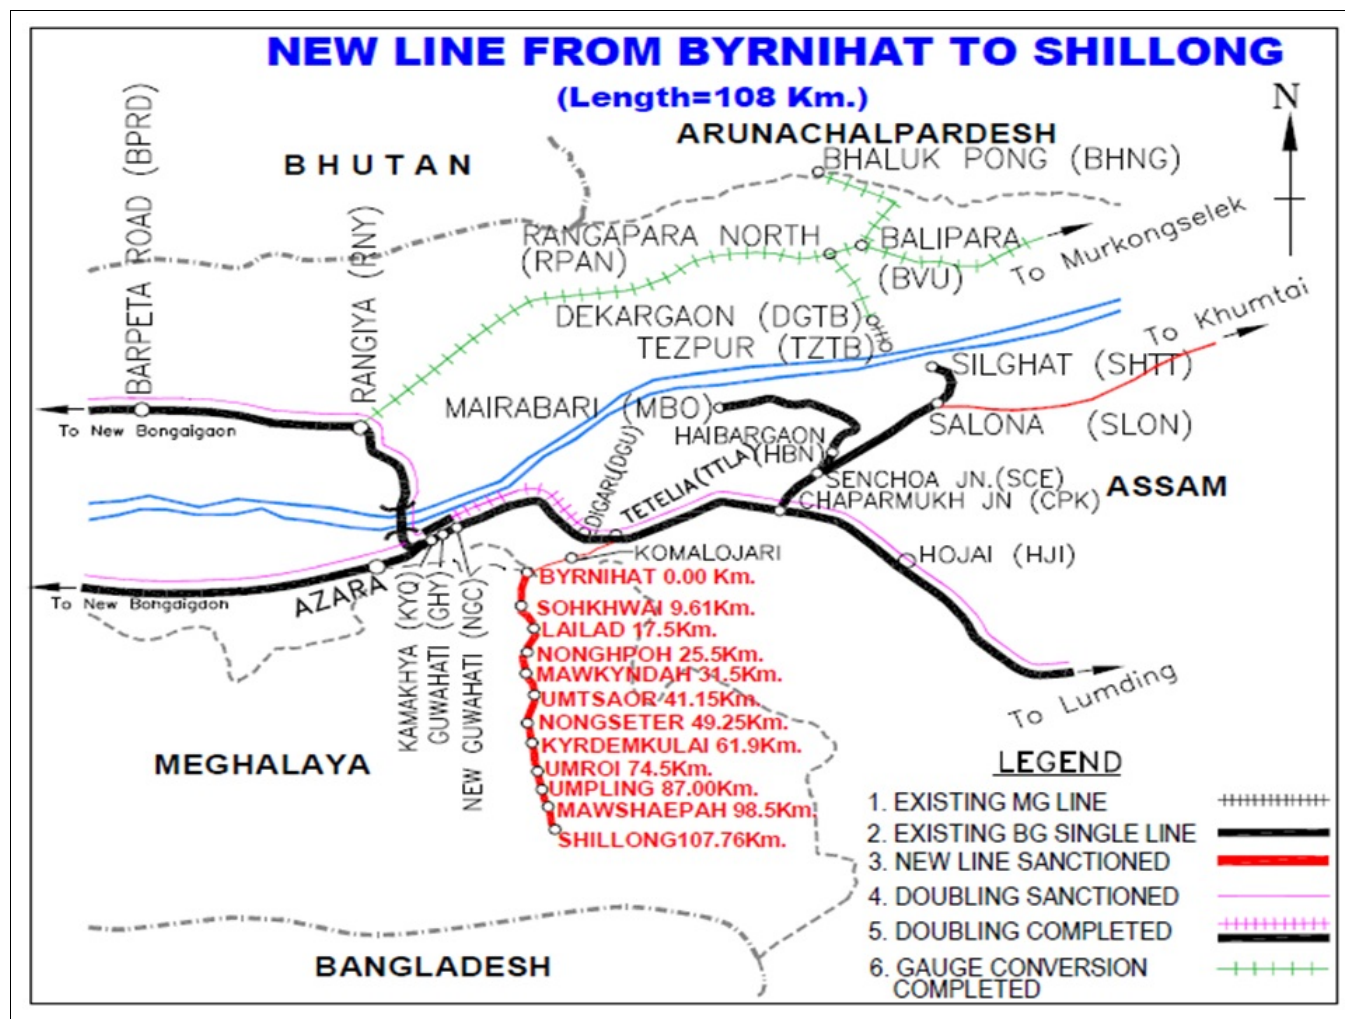 NEW LINE FROM BYRNIHAT TO SHILLONG
(Length=108 Km.)
N
ARUNACHALPARDESH
BHUTAN
BHALUK PONG (BHNG)
BARPETA ROAD (BPRD)
RANGIYA (RNY)
RANGAPARA NORTH
(RPAN)
BALIPARA
(BVU)
To Murkongselek
DEKARGAON (DGTB)
TEZPUR (TZTB)
To Khumtai
SILGHAT (SHTT)
MAIRABARI (MBO)
SALONA (SLON)
To New Bongaigaon
HAIBARGAON
(HBN)
DIGARU(DGU)
TETELIA(TTLA)
SENCHOA JN.(SCE)
CHAPARMUKH JN (CPK)
ASSAM
KOMALOJARI
HOJAI (HJI)
AZARA
To New Bongaigaon
KAMAKHYA (KYQ)
GUWAHATI (GHY)
NEW GUWAHATI (NGC)
BYRNIHAT 0.00 Km.
SOHKHWAI 9.61Km.
LAILAD 17.5Km.
NONGHPOH 25.5Km.
MAWKYNDAH 31.5Km.
UMTSAOR 41.15Km.
NONGSETER 49.25Km.
KYRDEMKULAI 61.9Km.
UMROI 74.5Km.
UMPLING 87.00Km.
MAWSHAEPAH 98.5Km.
SHILLONG107.76Km.
To Lumding
MEGHALAYA
BANGLADESH
LEGEND
1. EXISTING MG LINE
2. EXISTING BG SINGLE LINE
3. NEW LINE SANCTIONED
4. DOUBLING SANCTIONED
5. DOUBLING COMPLETED
6. GAUGE CONVERSION
COMPLETED